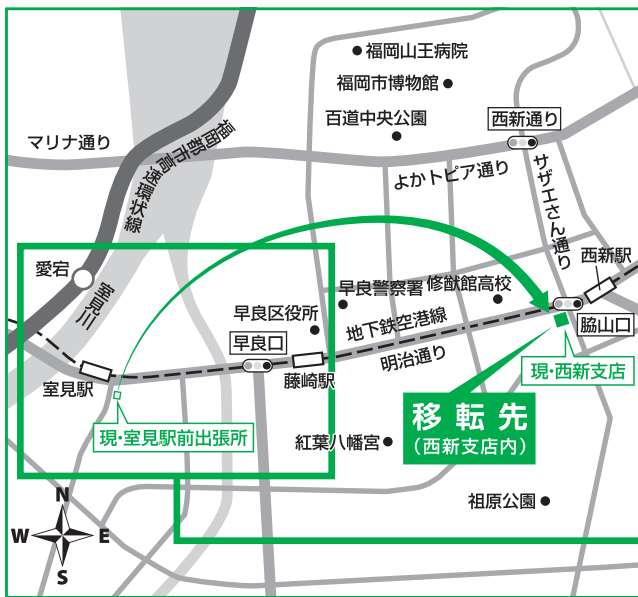 福岡山王病院
福岡市博物館
百道中央公園
西新通り
マリナ通り
福岡都市高速環状線
よかトピア通り
サザエさん通り
西新駅
愛宕
室見川
早良警察署
修猷館高校
早良区役所
地下鉄空港線
脇山口
早良口
明治通り
室見駅
藤崎駅
現・西新支店
移転先
(西新支店内)
現・室見駅前出張所
紅葉八幡宮
祖原公園
N
W
E
S